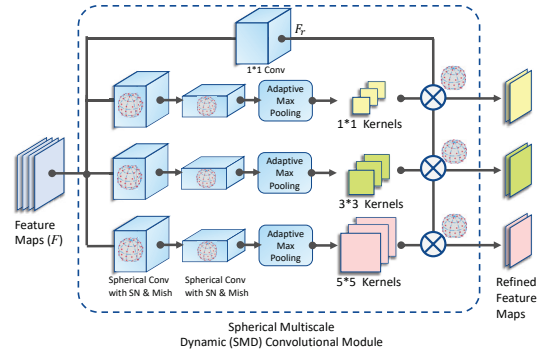 F_r
1*1 Conv
Adaptive
Max
Pooling
1*1 Kernels
Adaptive
Max
Pooling
3*3 Kernels
Feature
Maps (F)
Adaptive
Max
Pooling
5*5 Kernels
Spherical Conv
with SN & Mish
Spherical Conv
with SN & Mish
Refined
Feature
Maps
Spherical Multiscale
Dynamic (SMD) Convolutional Module